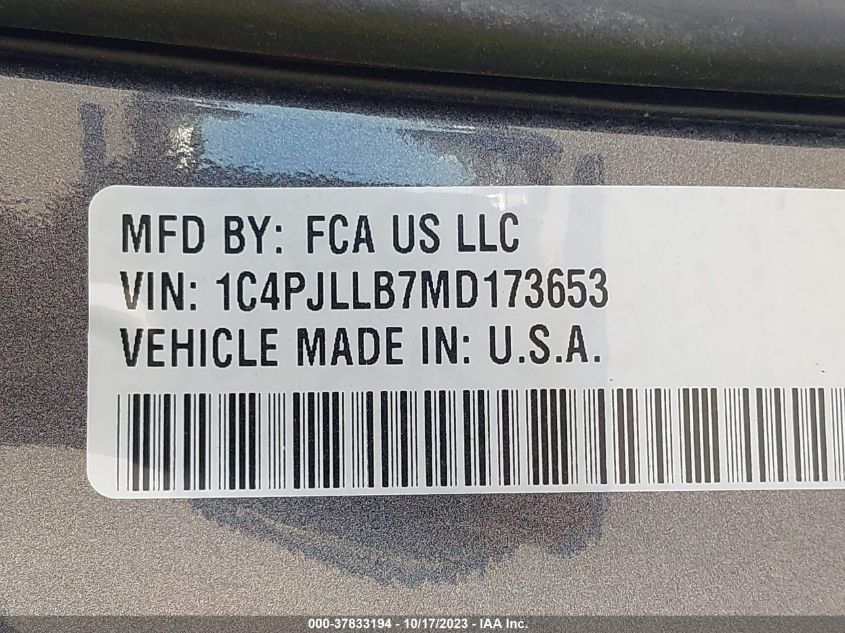 MFD BY: FCA US LLC
VIN: 1C4PJLLB7MD173653
VEHICLE MADE IN: U.S.A.
000-37833194 - 10/17/2023 - IAA Inc.